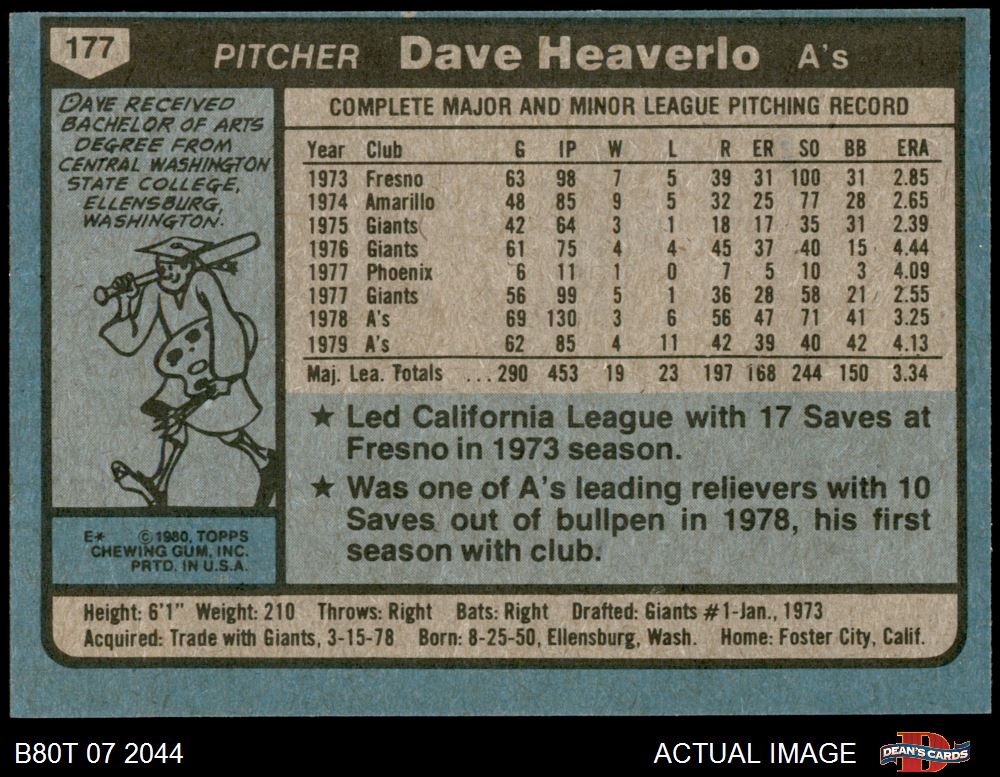 177 PITCHER Dave Heaverlo A's
DAVE RECEIVED
BACHELOR OF ARTS
DEGREE FROM
CENTRAL WASHINGTON
STATE COLLEGE,
ELLENSBURG,
WASHINGTON.
E* © 1980, TOPPS
CHEWING GUM, INC.
PRTD. IN U.S.A.
COMPLETE MAJOR AND MINOR LEAGUE PITCHING RECORD
Year Club G IP W L R ER SO BB ERA
1973 Fresno 63 98 7 5 39 31 100 31 2.85
1974 Amarillo 48 85 9 5 32 25 77 28 2.65
1975 Giants 42 64 3 1 18 17 35 31 2.39
1976 Giants 61 75 4 4 45 37 40 15 4.44
1977 Phoenix 6 11 1 0 7 5 10 3 4.09
1977 Giants 56 99 5 1 36 28 58 21 2.55
1978 A's 69 130 3 6 56 47 71 41 3.25
1979 A's 62 85 4 11 42 39 40 42 4.13
Maj. Lea. Totals ...290 453 19 23 197 168 244 150 3.34
★ Led California League with 17 Saves at
Fresno in 1973 season.
★ Was one of A's leading relievers with 10
Saves out of bullpen in 1978, his first
season with club.
Height: 6'1" Weight: 210 Throws: Right Bats: Right Drafted: Giants #1-Jan., 1973
Acquired: Trade with Giants, 3-15-78 Born: 8-25-50, Ellensburg, Wash. Home: Foster City, Calif.
B80T 07 2044 ACTUAL IMAGE DEAN'S CARDS